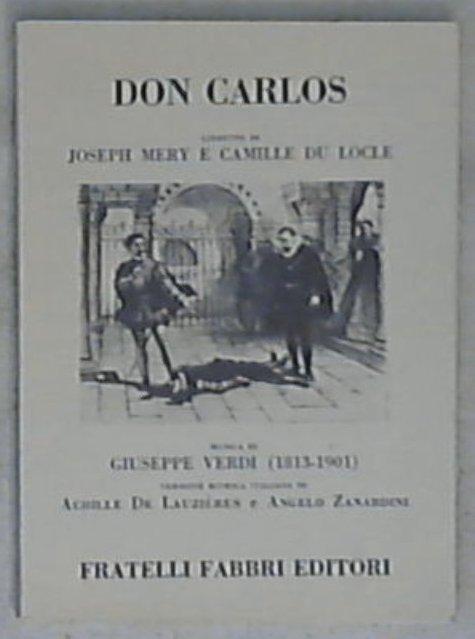 DON CARLOS
LIBRETTO DI
JOSEPH MERY E CAMILLE DU LOCLE
MUSICA DI
GIUSEPPE VERDI (1813-1901)
VERSIONE RITMICA ITALIANA DI
ACHILLE DE LAUZIÈRES e ANGELO ZANARDINI
FRATELLI FABBRI EDITORI